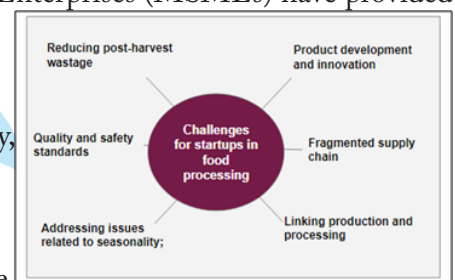 Enterprises (MSMEs) have provided
Reducing post-harvest
wastage
Product development
and innovation
y,
Quality and safety
standards
Challenges
for startups in
food
processing
Fragmented supply
chain
Addressing issues
related to seasonality;
Linking production and
processing
e